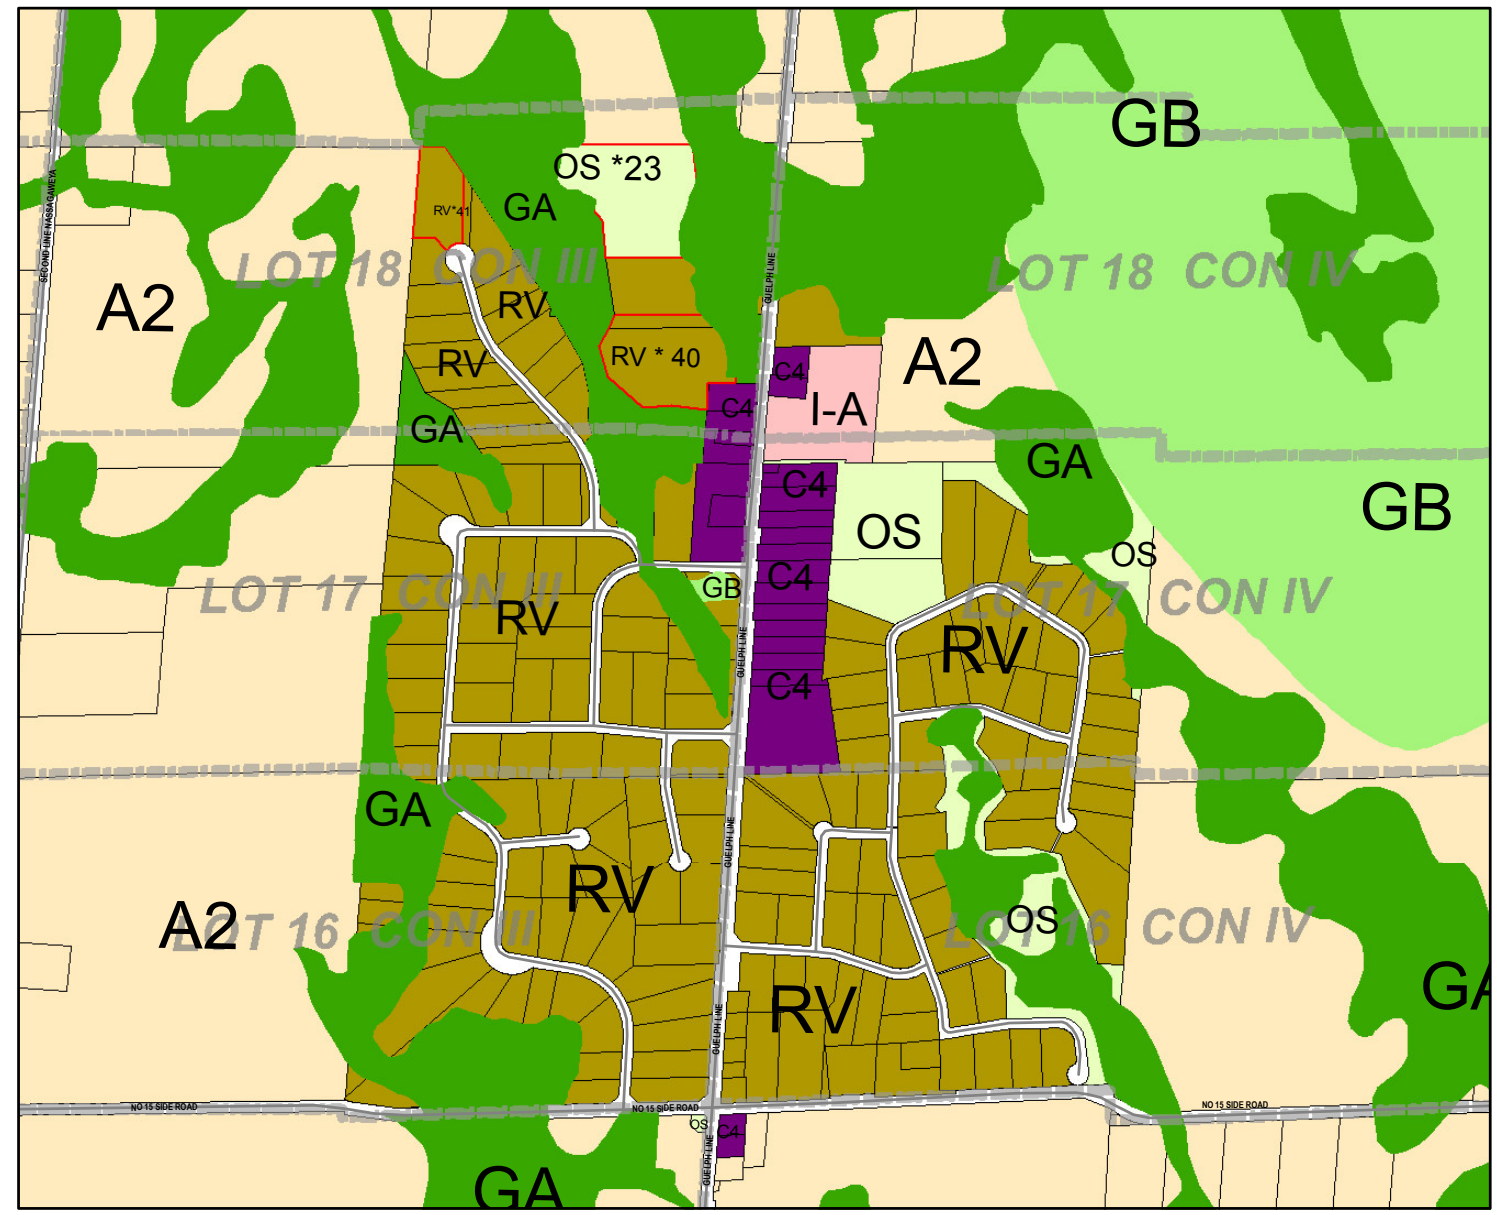 GB
OS *23
SECOND LINE NASSAGAWEYA
RV*41
GA
LOT 18 CON III
GUELPH LINE
LOT 18 CON IV
A2
RV
RV
RV * 40
C4
A2
C4
I-A
GA
GA
C4
OS
GB
OS
C4
GB
LOT 17 CON III
LOT 17 CON IV
RV
GUELPH LINE
RV
C4
GA
GUELPH LINE
RV
A2
LOT 16 CON III
OS
LOT 16 CON IV
GA
RV
GUELPH LINE
NO 15 SIDE ROAD
NO 15 SIDE ROAD
NO 15 SIDE ROAD
OS
C4
GUELPH LINE
GA